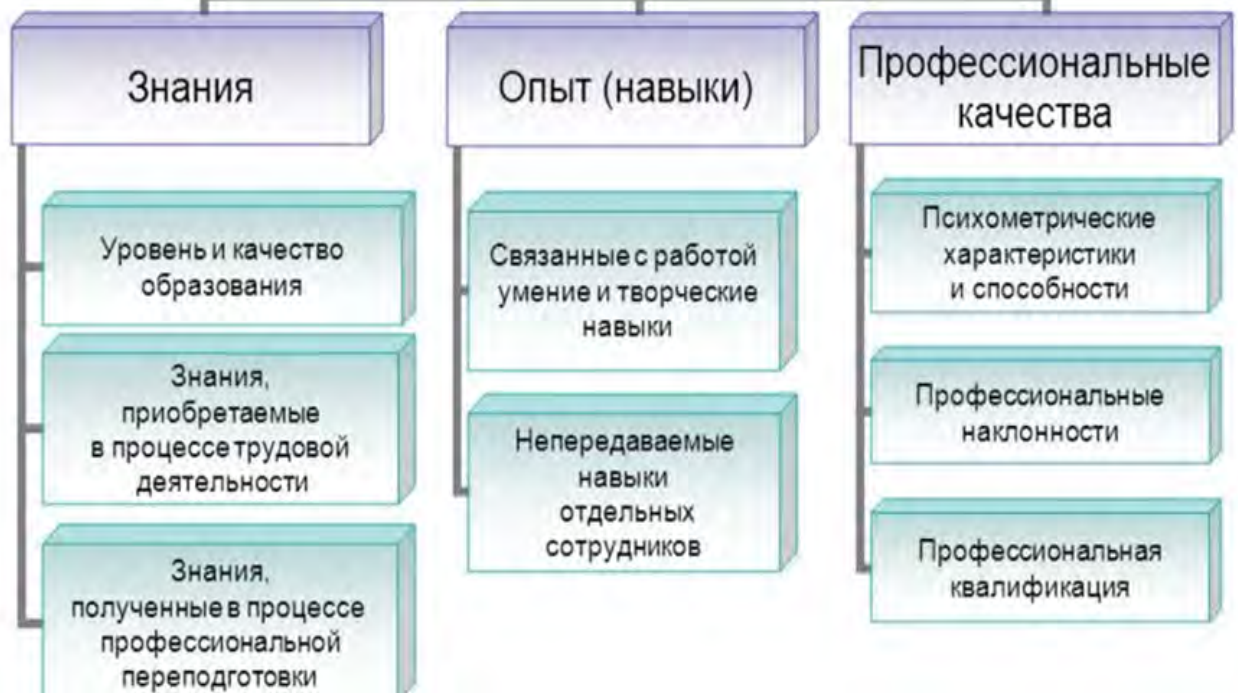 Знания
Уровень и качество
образования
Знания,
приобретаемые
в процессе трудовой
деятельности
Знания,
полученные в процессе
профессиональной
переподготовки
Опыт (навыки)
Связанные с работой
умение и творческие
навыки
Непередаваемые
навыки
отдельных
сотрудников
Профессиональные
качества
Психометрические
характеристики
и способности
Профессиональные
наклонности
Профессиональная
квалификация